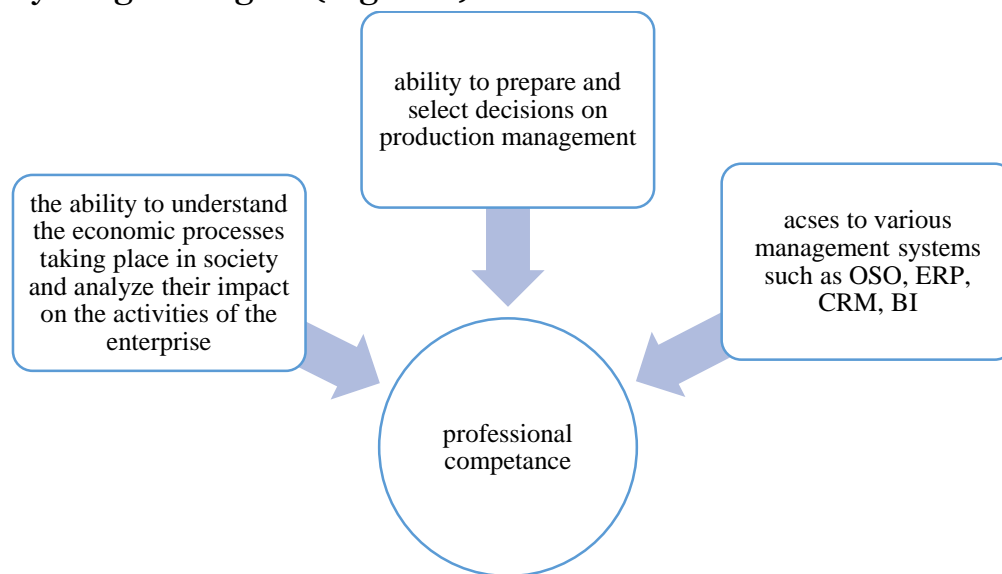 ability to prepare and
select decisions on
production management
the ability to understand
the economic processes
taking place in society
and analyze their impact
on the activities of the
enterprise
acses to various
management systems
such as OSO, ERP,
CRM, BI
professional
competance